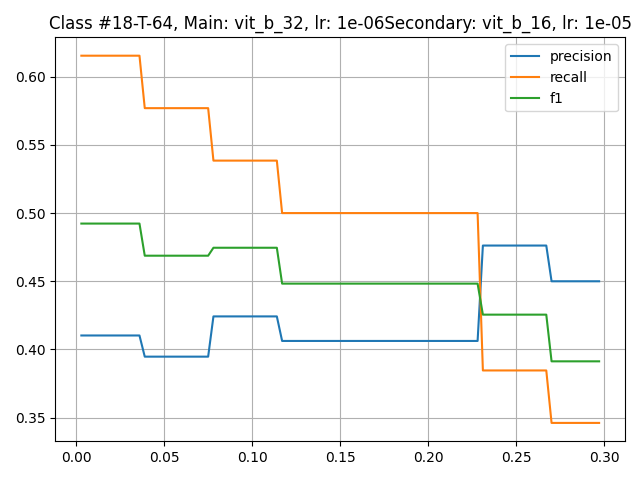 Class #18-T-64, Main: vit_b_32, lr: 1e-06Secondary: vit_b_16, lr: 1e-05
precision
recall
f1
0.60
0.55
0.50
0.45
0.40
0.35
0.00 0.05 0.10 0.15 0.20 0.25 0.30